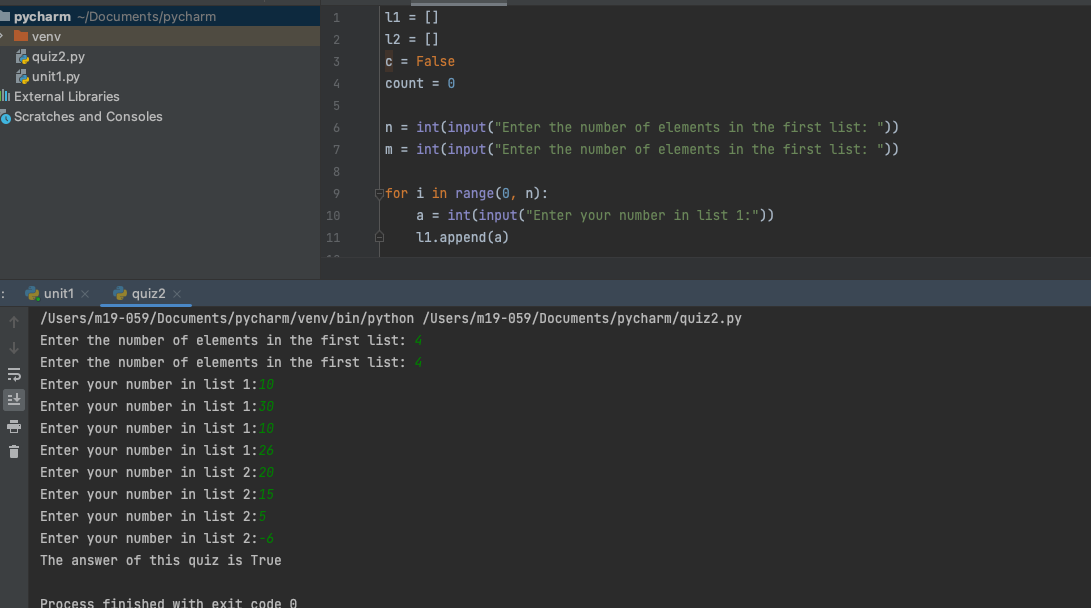 pycharm ~/Documents/pycharm
venv
quiz2.py
unit1.py
External Libraries
Scratches and Consoles
1 l1 = []
2 l2 = []
3 c = False
4 count = 0
5
6 n = int(input("Enter the number of elements in the first list: "))
7 m = int(input("Enter the number of elements in the first list: "))
8
9 for i in range(0, n):
10 a = int(input("Enter your number in list 1:"))
11 l1.append(a)
: unit1 quiz2
/Users/m19-059/Documents/pycharm/venv/bin/python /Users/m19-059/Documents/pycharm/quiz2.py
Enter the number of elements in the first list: 4
Enter the number of elements in the first list: 4
Enter your number in list 1:10
Enter your number in list 1:30
Enter your number in list 1:10
Enter your number in list 1:26
Enter your number in list 2:20
Enter your number in list 2:15
Enter your number in list 2:5
Enter your number in list 2:-6
The answer of this quiz is True
Process finished with exit code 0